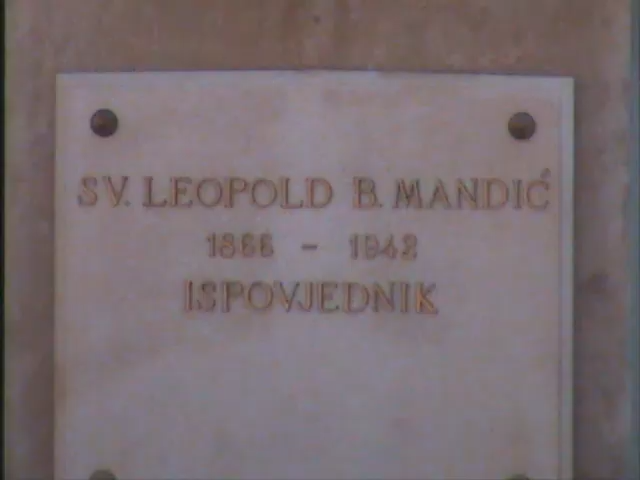 SV. LEOPOLD B. MANDIĆ
1866 - 1942
ISPOVJEDNIK